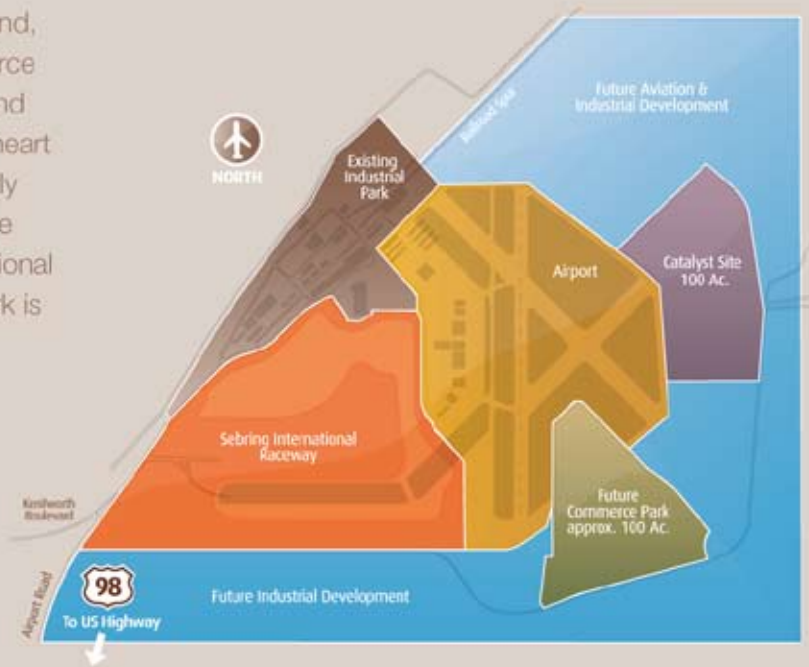 nd,
rce
nd
heart
ly
e
ional
k is
NORTH
Existing
Industrial
Park
Railroad Spur
Future Aviation &
Industrial Development
Airport
Catalyst Site
100 Ac.
Sebring International
Raceway
Future
Commerce Park
approx. 100 Ac.
Kenilworth
Boulevard
Airport Road
98
To US Highway
Future Industrial Development